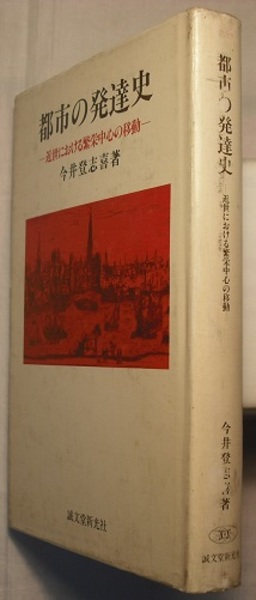 都市の発達史
―近世における繁栄中心の移動―
今井登志喜著
誠文堂新光社
都市の発達史
近世における繁栄中心の移動
今井登志喜著
誠文堂新光社